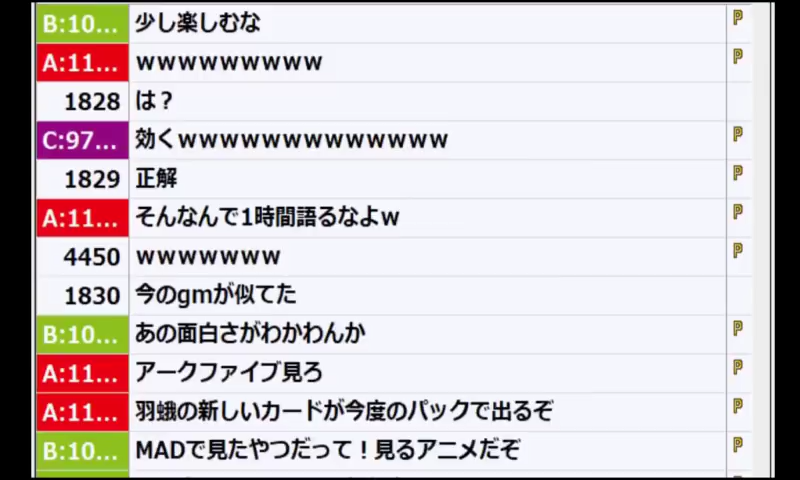 B:10... 少し楽しむな P
A:11... wwwwwwwww P
1828 は？
C:97... 効くwwwwwwwwwwwww P
1829 正解 P
A:11... そんなんで1時間語るなよw P
4450 wwwwwww P
1830 今のgmが似てた
B:10... あの面白さがわかわんか P
A:11... アークファイブ見ろ P
A:11... 羽蛾の新しいカードが今度のパックで出るぞ P
B:10... MADで見たやつだって！見るアニメだぞ P